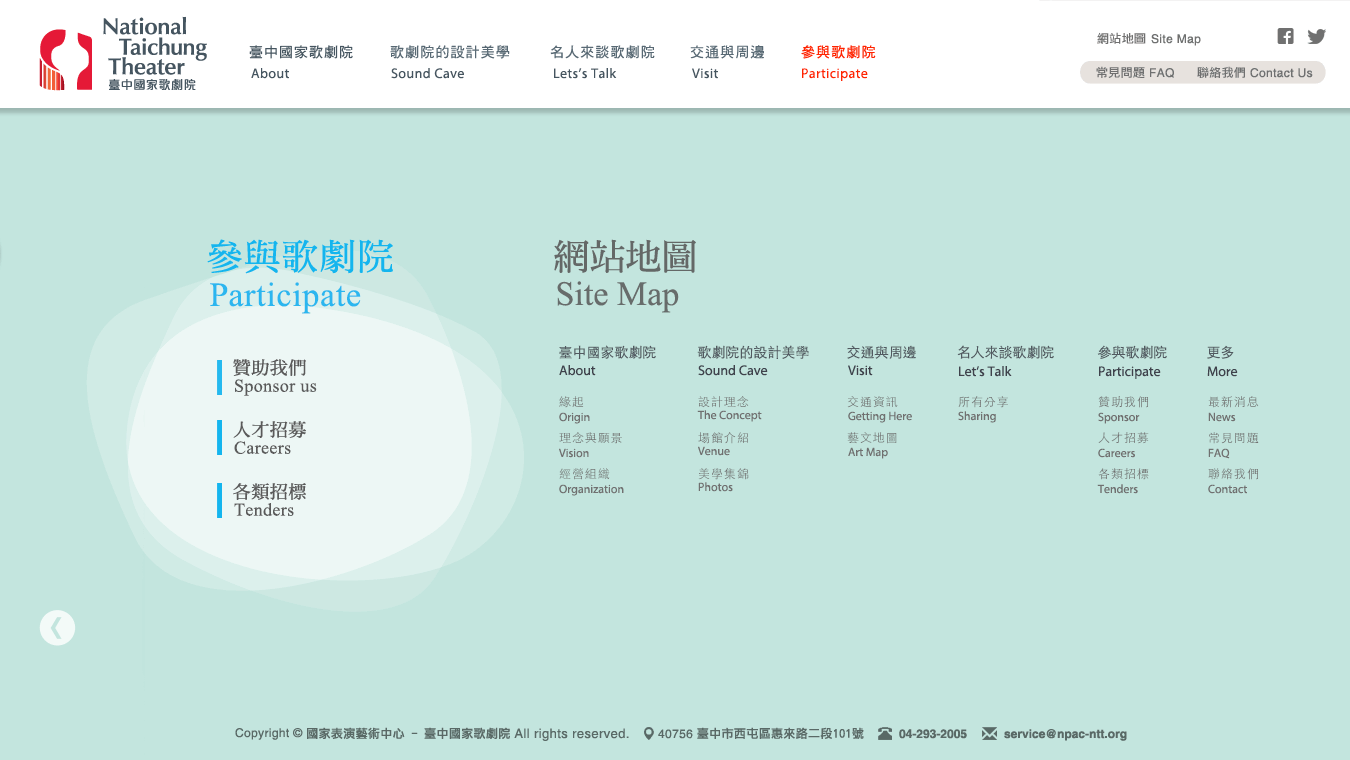 National
Taichung
Theater
臺中國家歌劇院
臺中國家歌劇院
About
歌劇院的設計美學
Sound Cave
名人來談歌劇院
Lets's Talk
交通與周邊
Visit
參與歌劇院
Participate
網站地圖 Site Map
常見問題 FAQ
聯絡我們 Contact Us
參與歌劇院
Participate
贊助我們
Sponsor us
人才招募
Careers
各類招標
Tenders
網站地圖
Site Map
臺中國家歌劇院
About
緣起
Origin
理念與願景
Vision
經營組織
Organization
歌劇院的設計美學
Sound Cave
設計理念
The Concept
場館介紹
Venue
美學集錦
Photos
交通與周邊
Visit
交通資訊
Getting Here
藝文地圖
Art Map
名人來談歌劇院
Let's Talk
所有分享
Sharing
參與歌劇院
Participate
贊助我們
Sponsor
人才招募
Careers
各類招標
Tenders
更多
More
最新消息
News
常見問題
FAQ
聯絡我們
Contact
Copyright © 國家表演藝術中心 － 臺中國家歌劇院 All rights reserved. 40756 臺中市西屯區惠來路二段101號 04-293-2005 service@npac-ntt.org